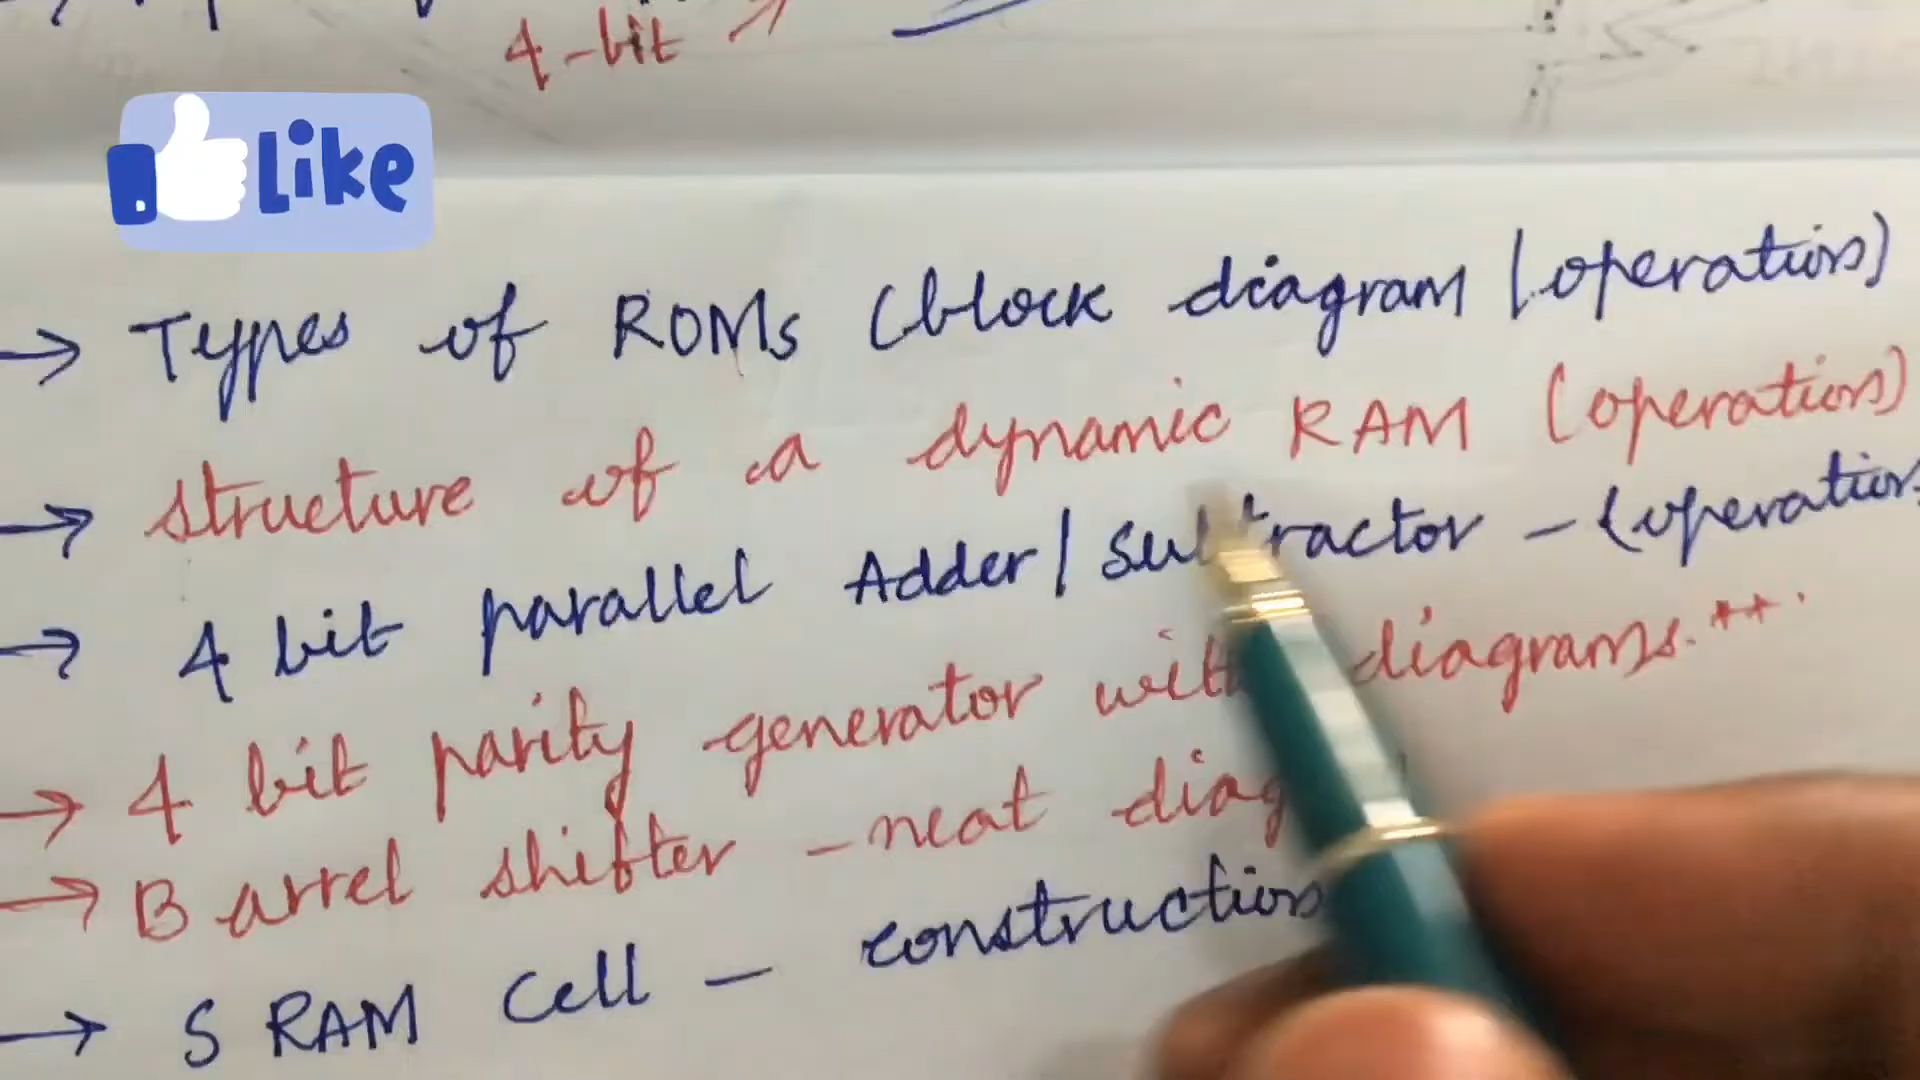 4-bit ↗
Like
→ Types of ROMs (block diagram (operation)
→ structure of a dynamic RAM (operation)
→ 4 bit parallel Adder/subtractor - (operation
→ 4 bit parity generator with diagrams.**
→ Barrel shifter - neat diag
→ SRAM Cell - construction